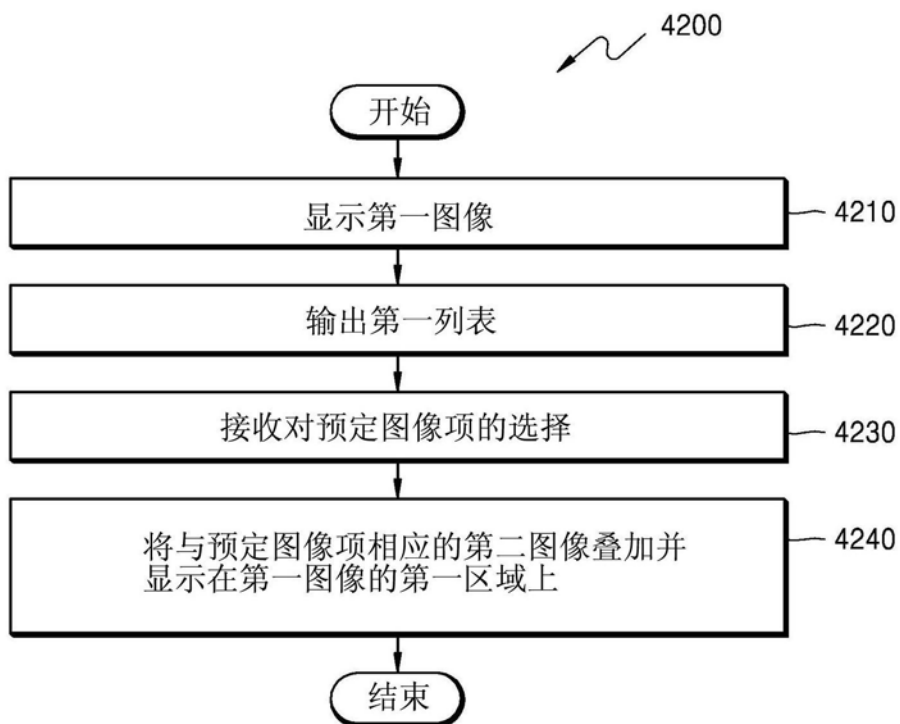 4200
开始
显示第一图像
4210
输出第一列表
4220
接收对预定图像项的选择
4230
将与预定图像项相应的第二图像叠加并
显示在第一图像的第一区域上
4240
结束